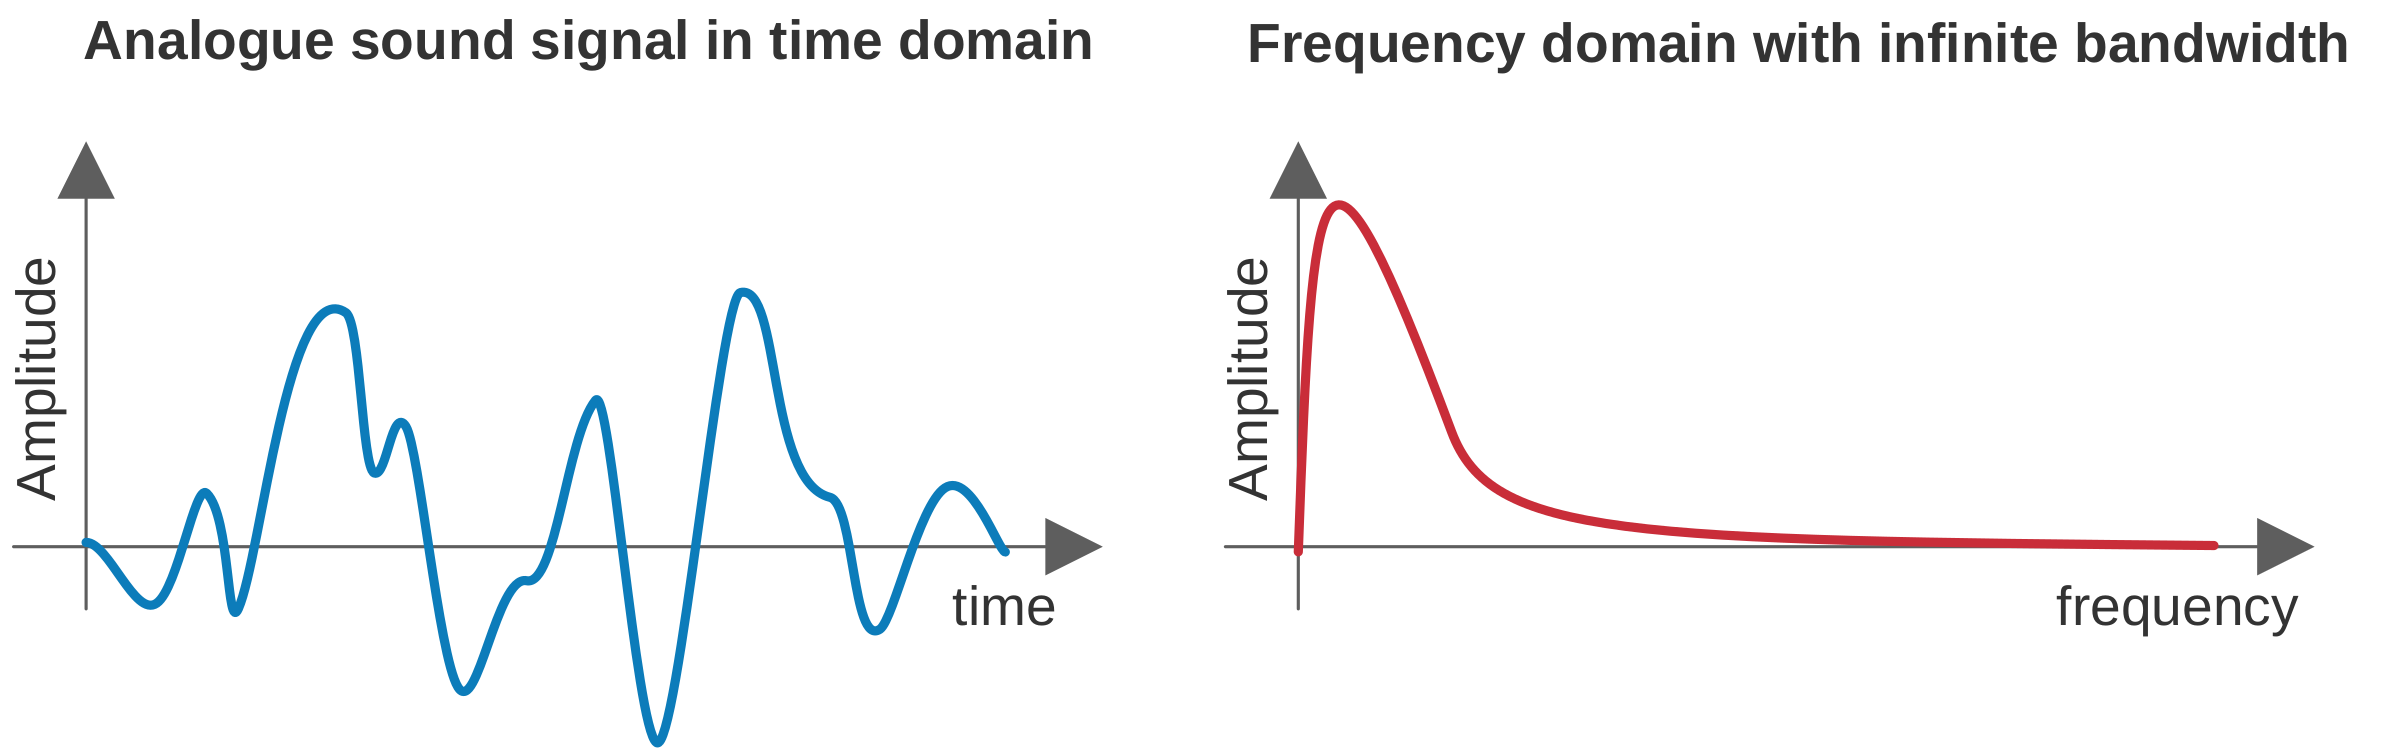 Analogue sound signal in time domain
Amplitude
time
Frequency domain with infinite bandwidth
Amplitude
frequency